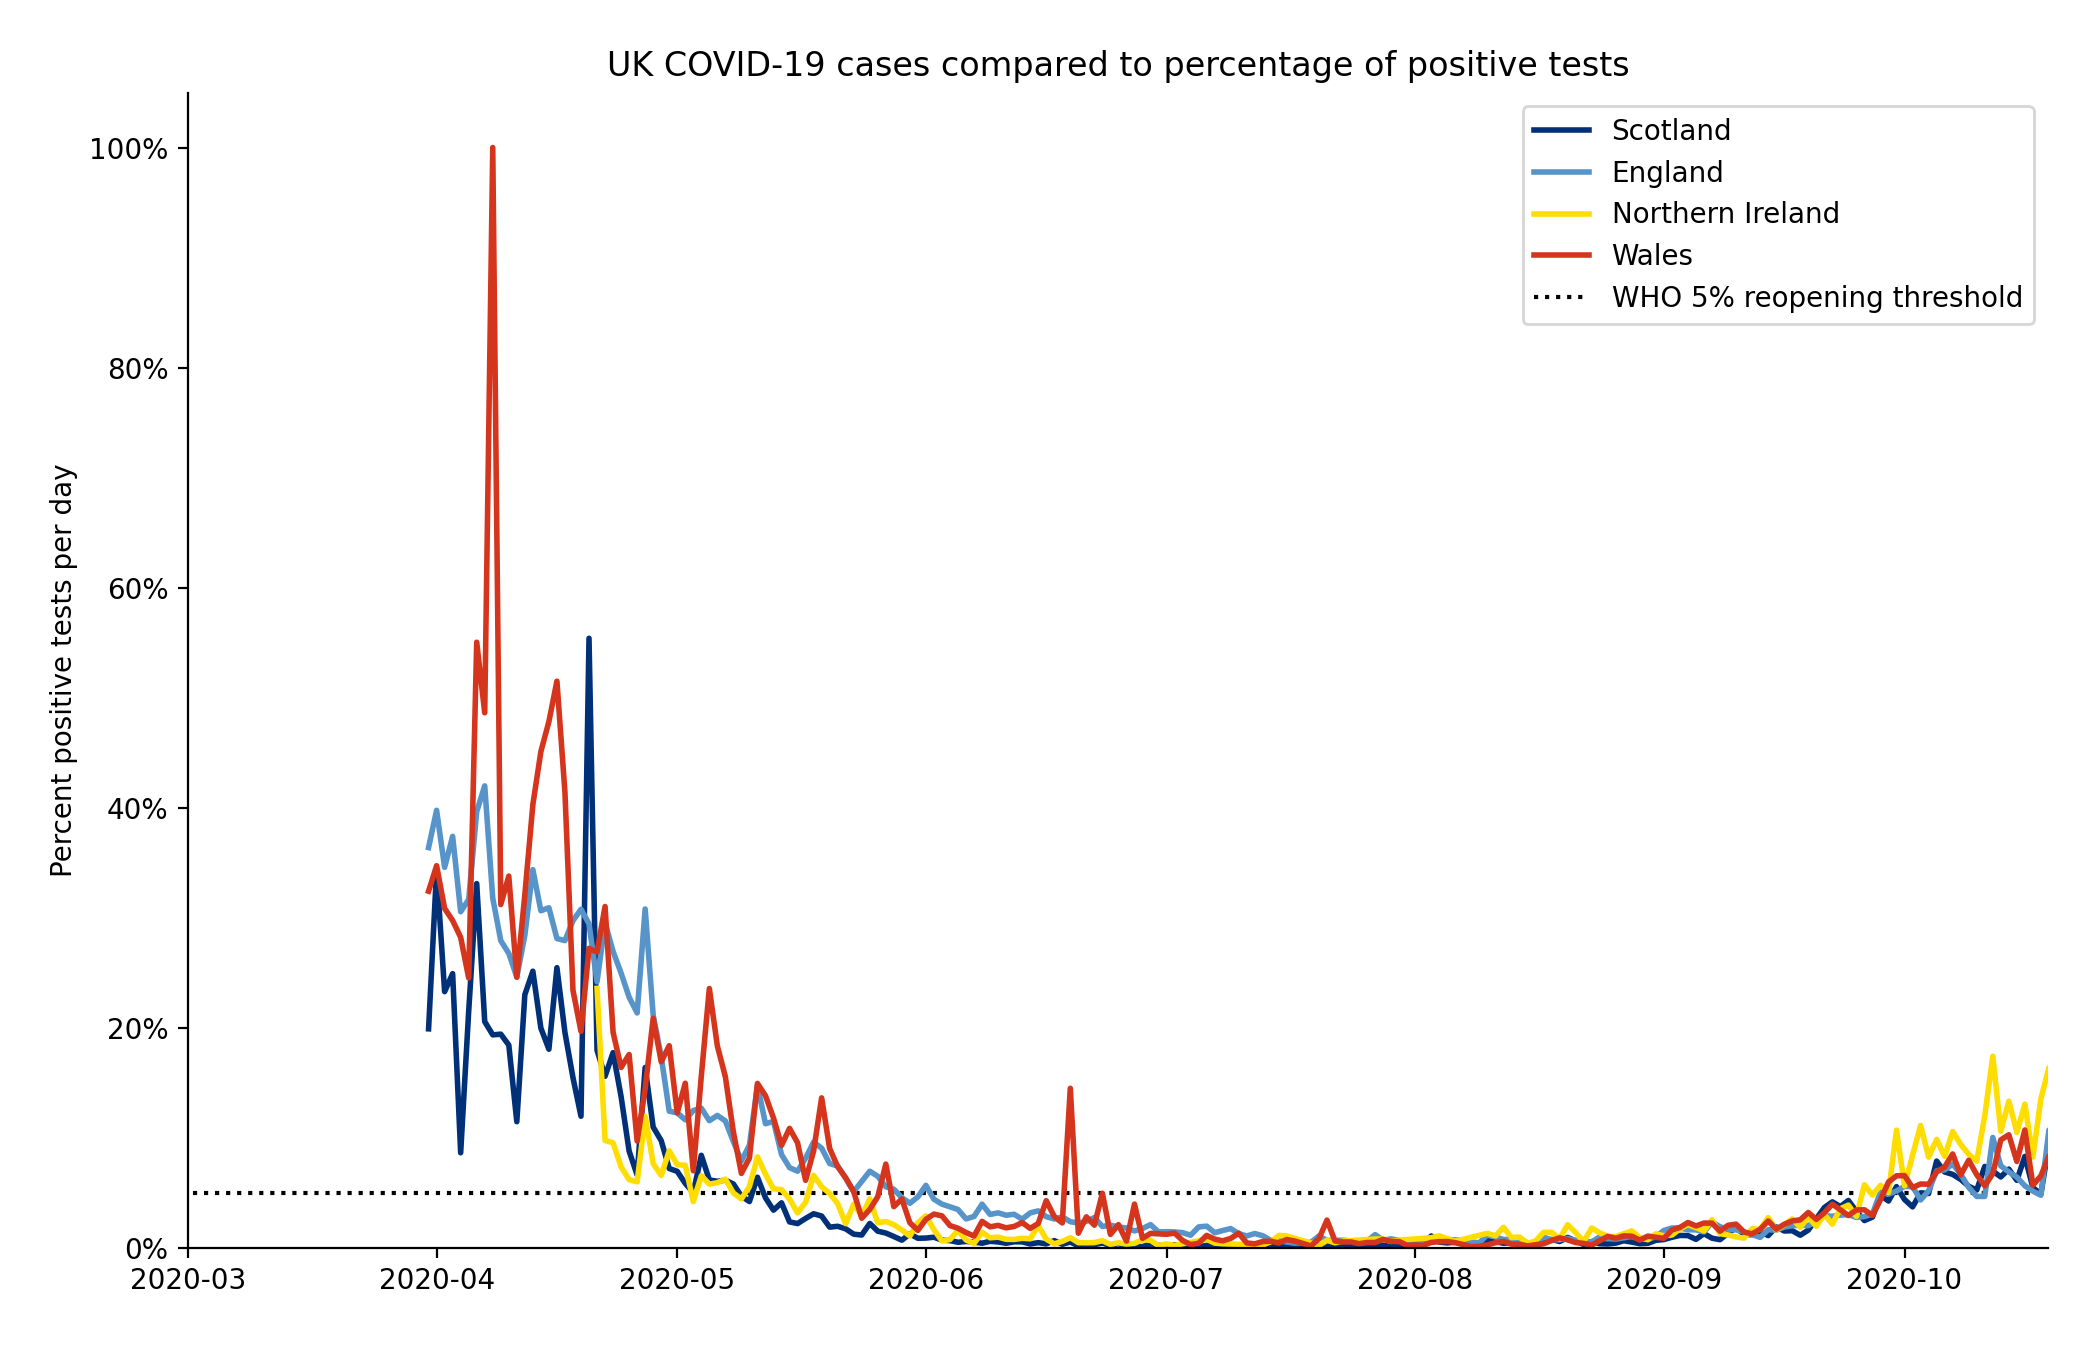 UK COVID-19 cases compared to percentage of positive tests
Scotland
England
Northern Ireland
Wales
WHO 5% reopening threshold
Percent positive tests per day
100%
80%
60%
40%
20%
0%
2020-03 2020-04 2020-05 2020-06 2020-07 2020-08 2020-09 2020-10